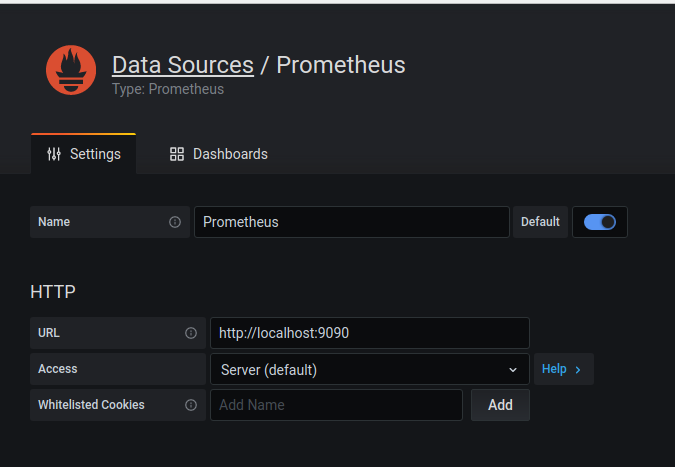 Data Sources / Prometheus
Type: Prometheus
Settings Dashboards
Name Prometheus Default
HTTP
URL http://localhost:9090
Access Server (default) Help
Whitelisted Cookies Add Name Add